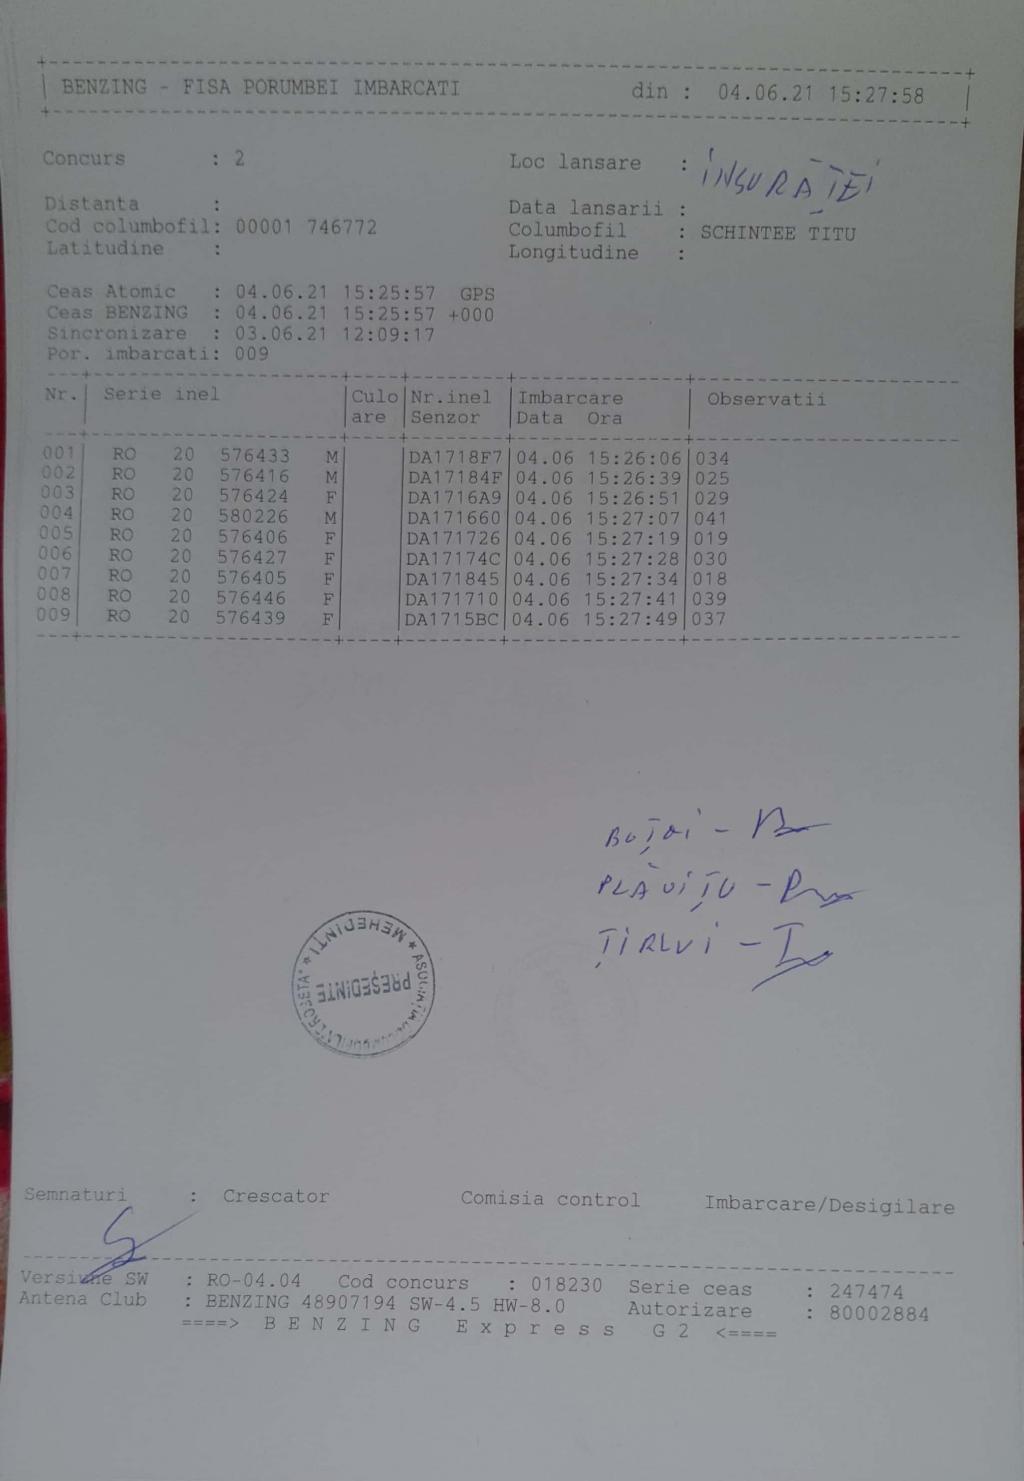 BENZING - FISA PORUMBEI IMBARCATI din : 04.06.21 15:27:58
Concurs : 2 Loc lansare : ÎNSURĂȚEI
Distanta : Data lansarii :
Cod columbofil: 00001 746772 Columbofil : SCHINTEE TITU
Latitudine : Longitudine :
Ceas Atomic : 04.06.21 15:25:57 GPS
Ceas BENZING : 04.06.21 15:25:57 +000
Sincronizare : 03.06.21 12:09:17
Por. imbarcati: 009
Nr. Serie inel Culo Nr.inel Imbarcare Observatii
are Senzor Data Ora
001 RO 20 576433 M DA1718F7 04.06 15:26:06 034
002 RO 20 576416 M DA17184F 04.06 15:26:39 025
003 RO 20 576424 F DA1716A9 04.06 15:26:51 029
004 RO 20 580226 M DA171660 04.06 15:27:07 041
005 RO 20 576406 F DA171726 04.06 15:27:19 019
006 RO 20 576427 F DA17174C 04.06 15:27:28 030
007 RO 20 576405 F DA171845 04.06 15:27:34 018
008 RO 20 576446 F DA171710 04.06 15:27:41 039
009 RO 20 576439 F DA1715BC 04.06 15:27:49 037
PLĂVIȚU -
ȚIRLUI -
MEHEDINTI
PREȘEDINTE
Semnaturi : Crescator Comisia control Imbarcare/Desigilare
Versiune SW : RO-04.04 Cod concurs : 018230 Serie ceas : 247474
Antena Club : BENZING 48907194 SW-4.5 HW-8.0 Autorizare : 80002884
====> B E N Z I N G E x p r e s s G 2 <====